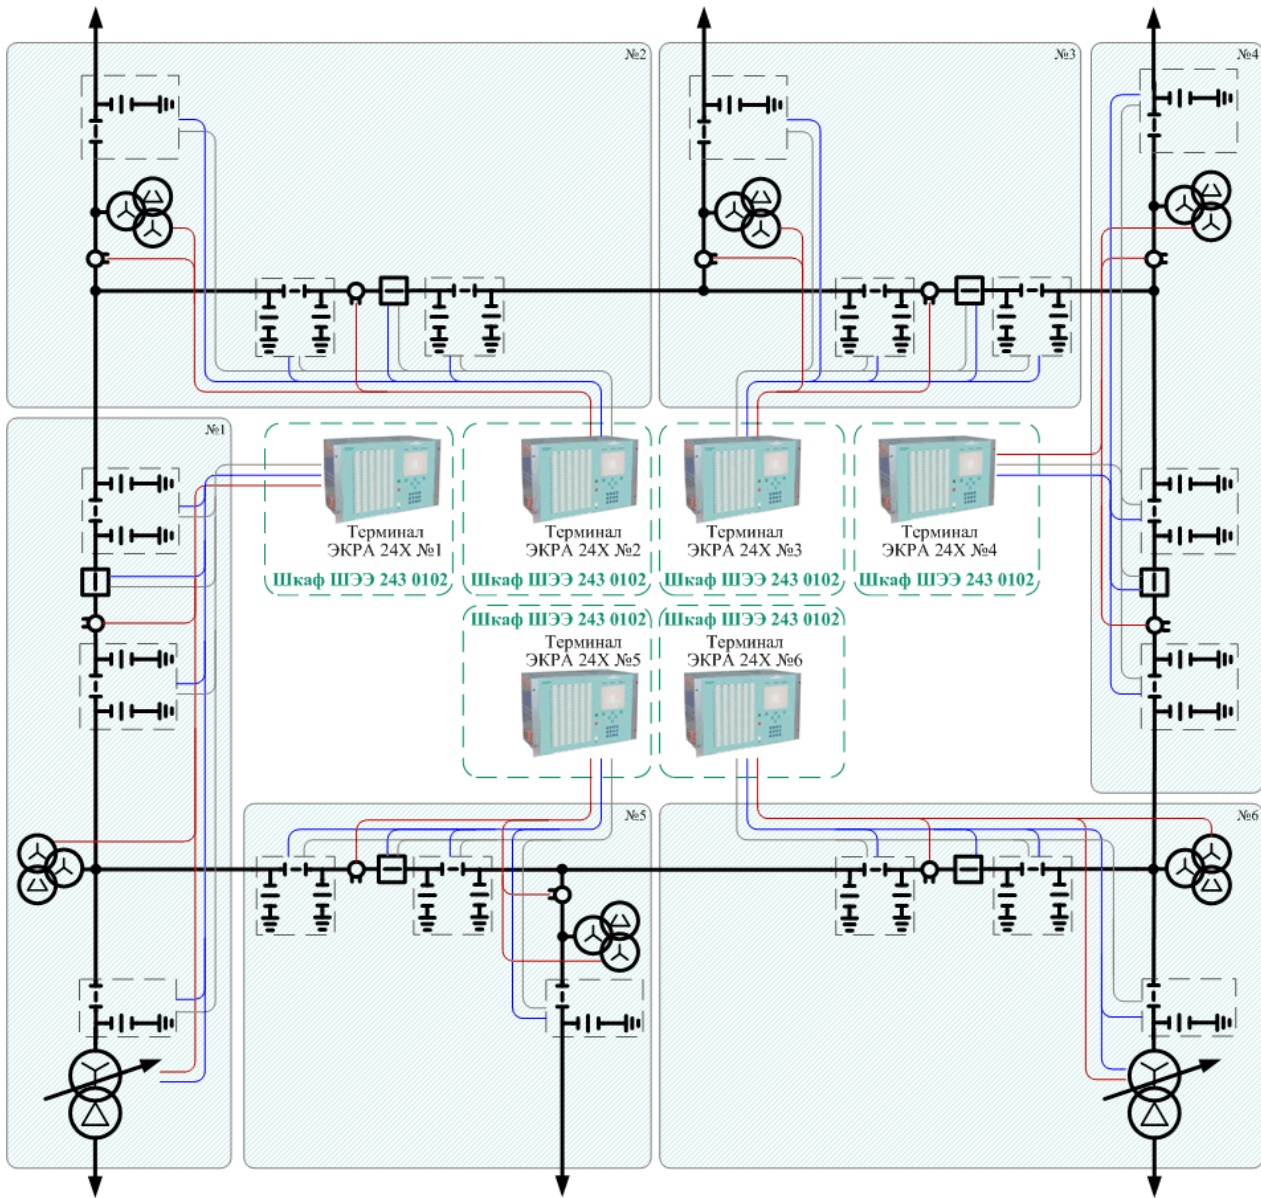 №2
№3
№4
№1
Терминал
ЭКРА 24Х №1
Шкаф ШЭЭ 243 0102
Терминал
ЭКРА 24Х №2
Шкаф ШЭЭ 243 0102
Терминал
ЭКРА 24Х №3
Шкаф ШЭЭ 243 0102
Терминал
ЭКРА 24Х №4
Шкаф ШЭЭ 243 0102
Шкаф ШЭЭ 243 0102
Терминал
ЭКРА 24Х №5
Шкаф ШЭЭ 243 0102
Терминал
ЭКРА 24Х №6
№5
№6